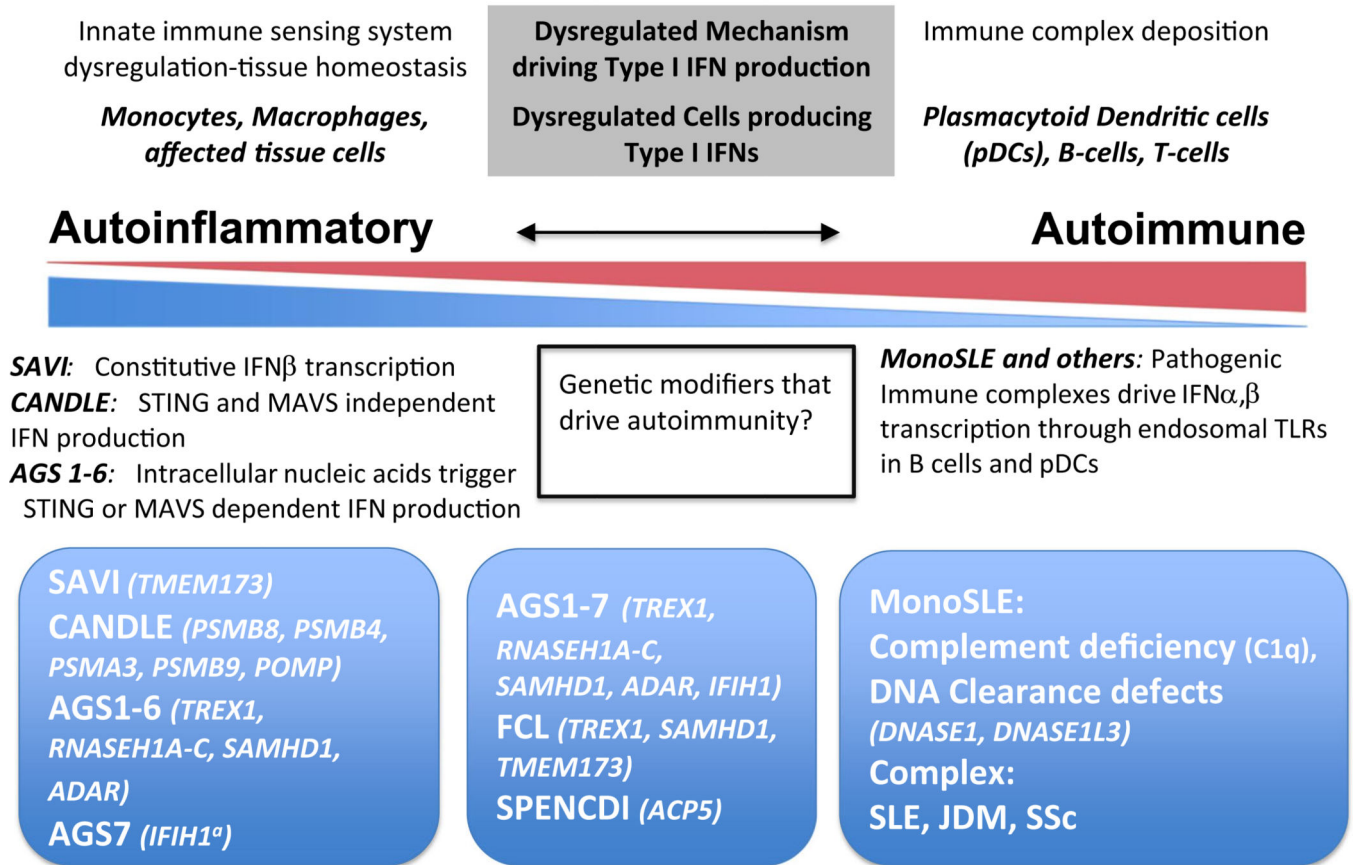 Innate immune sensing system
dysregulation-tissue homeostasis
Monocytes, Macrophages,
affected tissue cells
Dysregulated Mechanism
driving Type I IFN production
Dysregulated Cells producing
Type I IFNs
Immune complex deposition
Plasmacytoid Dendritic cells
(pDCs), B-cells, T-cells
Autoinflammatory
Autoimmune
SAVI: Constitutive IFNβ transcription
CANDLE: STING and MAVS independent
IFN production
AGS 1-6: Intracellular nucleic acids trigger
STING or MAVS dependent IFN production
Genetic modifiers that
drive autoimmunity?
MonoSLE and others: Pathogenic
Immune complexes drive IFNα,β
transcription through endosomal TLRs
in B cells and pDCs
SAVI (TMEM173)
CANDLE (PSMB8, PSMB4,
PSMA3, PSMB9, POMP)
AGS1-6 (TREX1,
RNASEH1A-C, SAMHD1,
ADAR)
AGS7 (IFIH1ᵃ)
AGS1-7 (TREX1,
RNASEH1A-C,
SAMHD1, ADAR, IFIH1)
FCL (TREX1, SAMHD1,
TMEM173)
SPENCDI (ACP5)
MonoSLE:
Complement deficiency (C1q),
DNA Clearance defects
(DNASE1, DNASE1L3)
Complex:
SLE, JDM, SSc